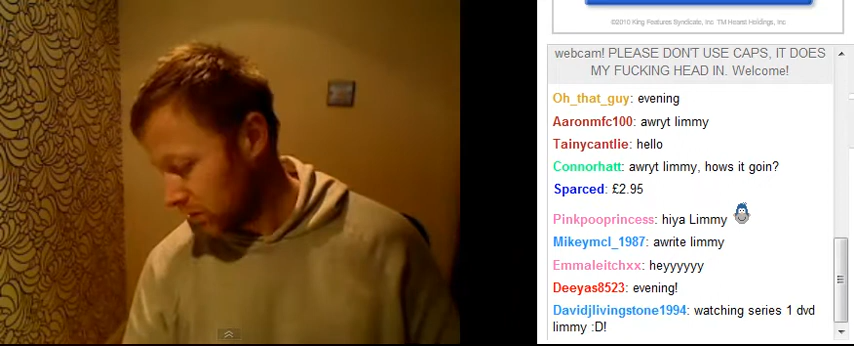 ©2010 King Features Syndicate, Inc TM Hearst Holdings, Inc
webcam! PLEASE DON'T USE CAPS, IT DOES
MY FUCKING HEAD IN. Welcome!
Oh_that_guy: evening
Aaronmfc100: awryt limmy
Tainycantlie: hello
Connorhatt: awryt limmy, hows it goin?
Sparced: £2.95
Pinkpooprincess: hiya Limmy
Mikeymcl_1987: awrite limmy
Emmaleitchxx: heyyyyyy
Deeyas8523: evening!
Davidjlivingstone1994: watching series 1 dvd
limmy :D!